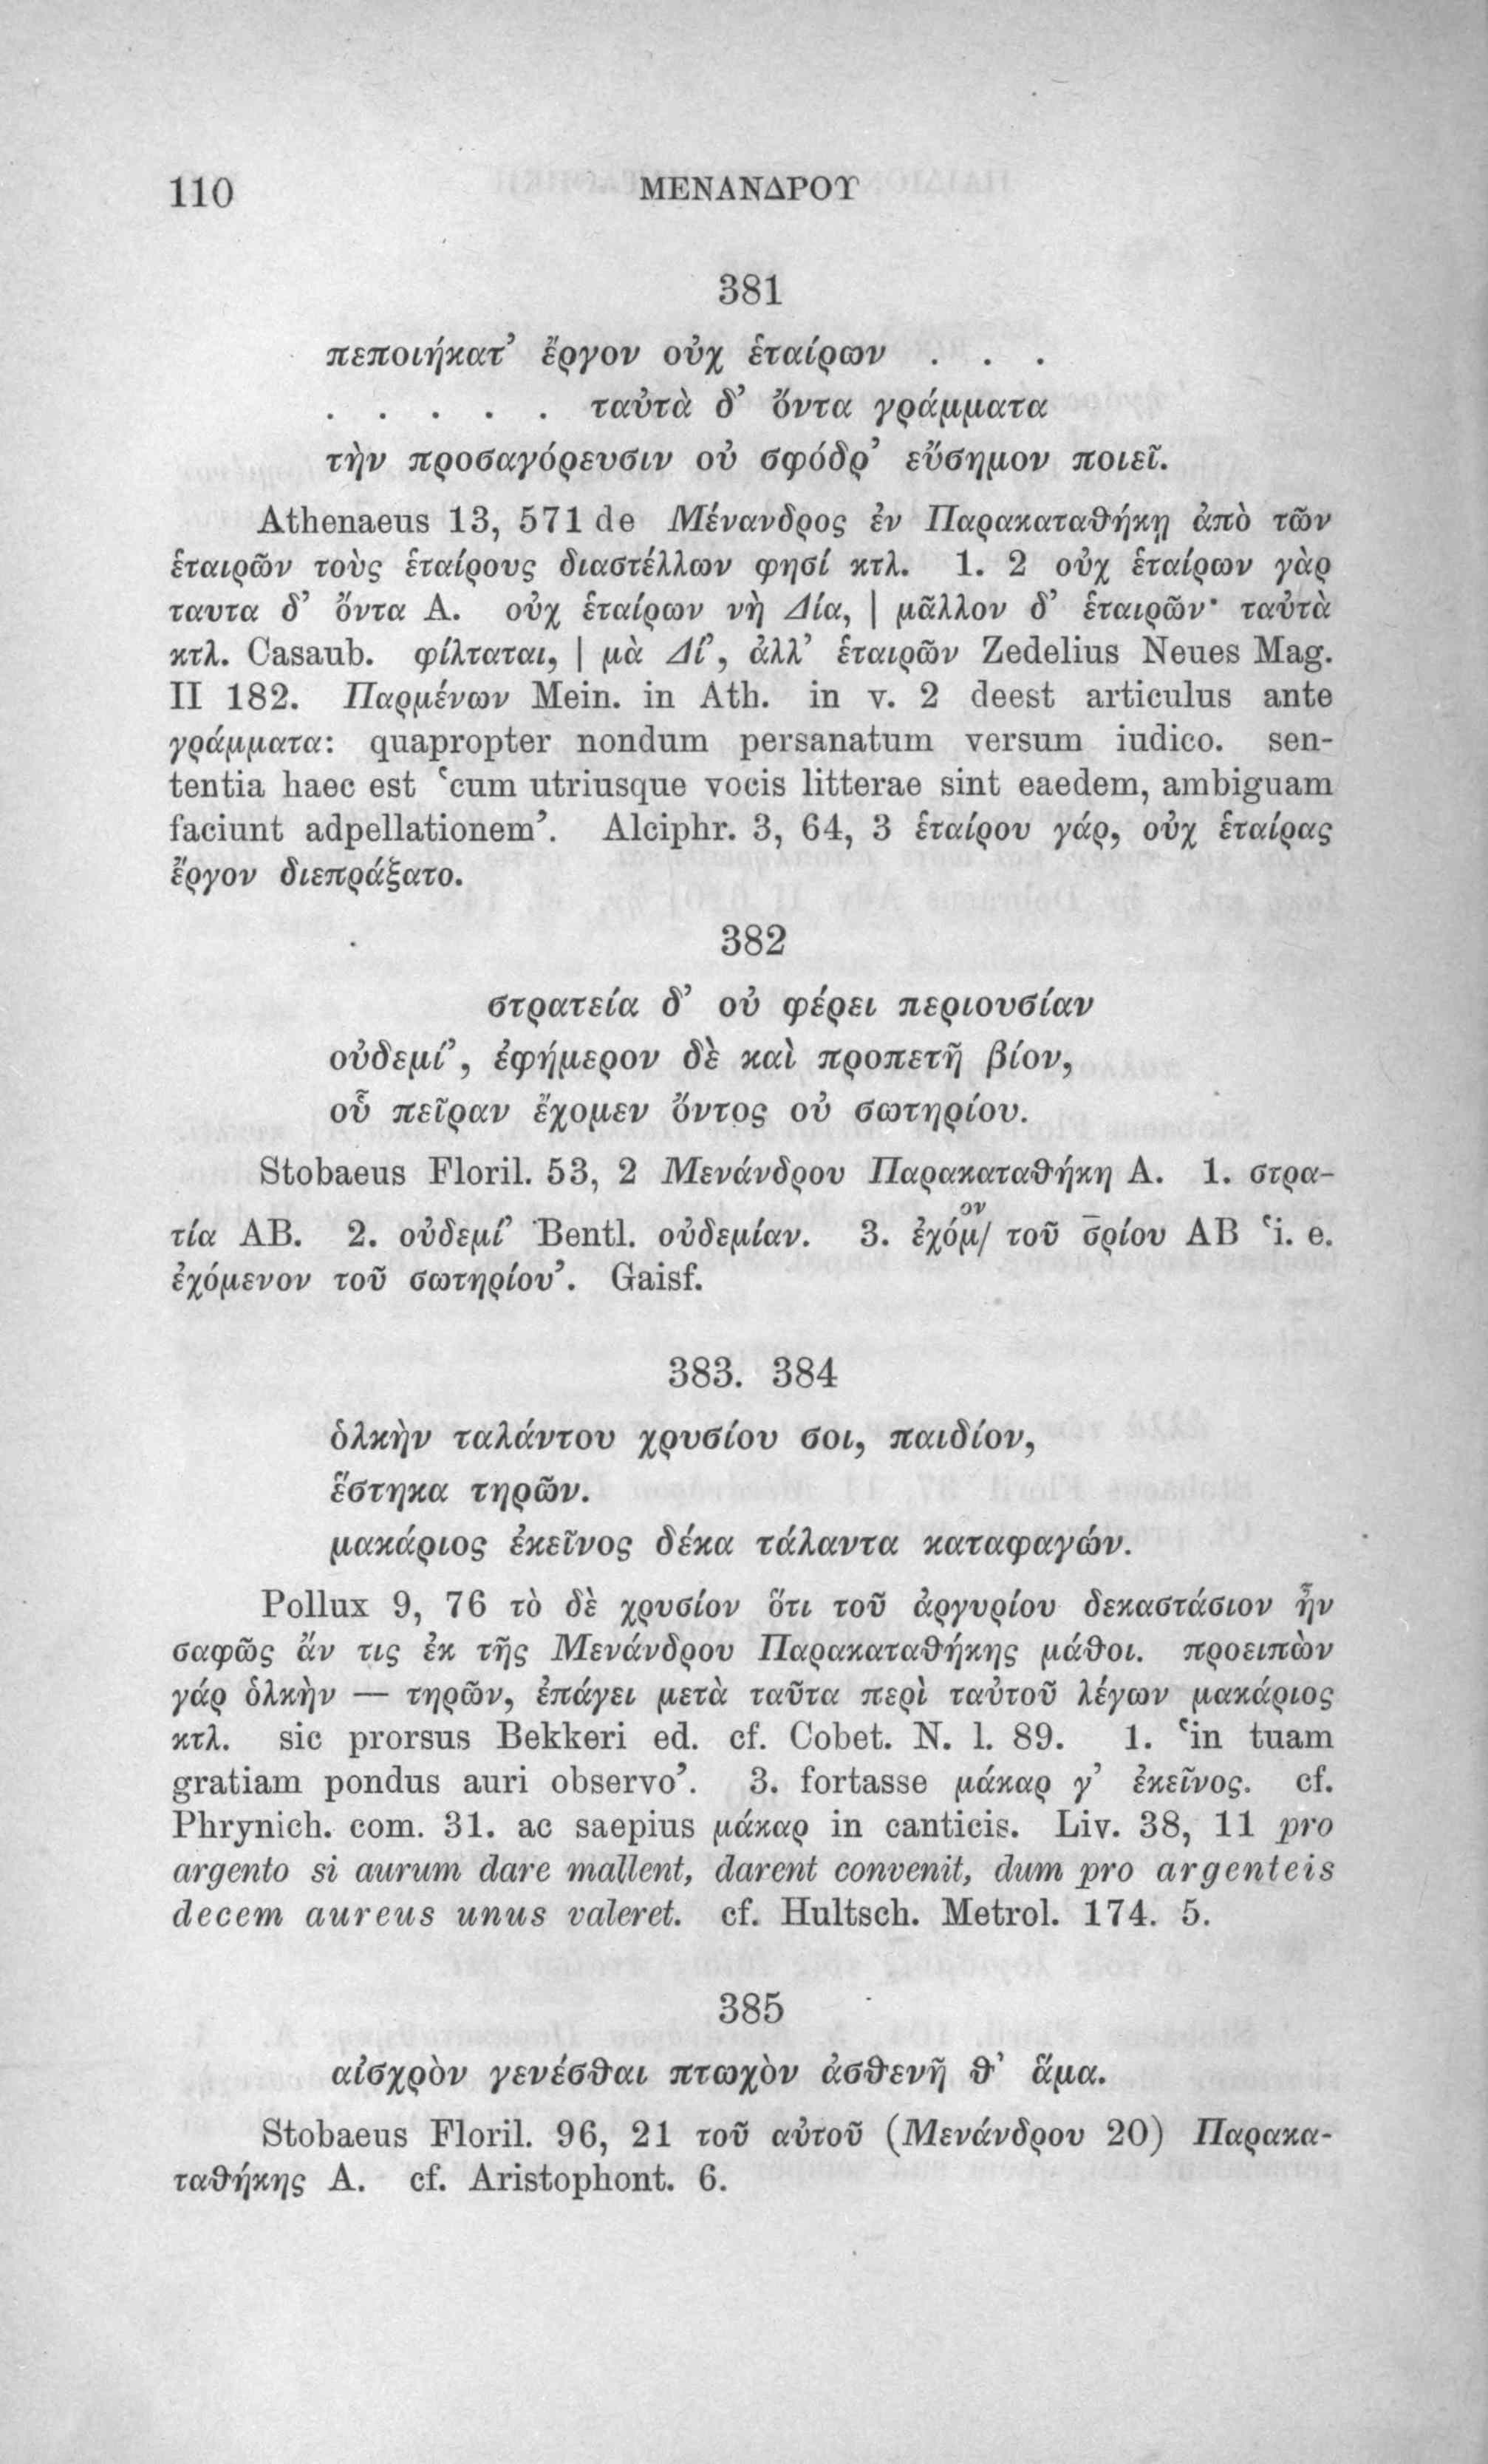 110 ΜΕΝΑΝΔΡΟΥ
381
πεποιήκατ’ ἔργον οὐχ ἑταίρων . . .
. . . . . ταὐτὰ δ’ ὄντα γράμματα
τὴν προσαγόρευσιν οὐ σφόδρ’ εὔσημον ποιεῖ.
Athenaeus 13, 571 de Μένανδρος ἐν Παρακαταθήκῃ ἀπὸ τῶν
ἑταιρῶν τοὺς ἑταίρους διαστέλλων φησί κτλ. 1. 2 οὐχ ἑταίρων γὰρ
ταυτα δ’ ὄντα A. οὐχ ἑταίρων νὴ Δία, | μᾶλλον δ’ ἑταιρῶν· ταὐτὰ
κτλ. Casaub. φίλταται, | μὰ Δί’, ἀλλ’ ἑταιρῶν Zedelius Neues Mag.
II 182. Παρμένων Mein. in Ath. in v. 2 deest articulus ante
γράμματα: quapropter nondum persanatum versum iudico. sen-
tentia haec est ‘cum utriusque vocis litterae sint eaedem, ambiguam
faciunt adpellationem’. Alciphr. 3, 64, 3 ἑταίρου γάρ, οὐχ ἑταίρας
ἔργον διεπράξατο.
382
στρατεία δ’ οὐ φέρει περιουσίαν
οὐδεμί’, ἐφήμερον δὲ καὶ προπετῆ βίον,
οὗ πεῖραν ἔχομεν ὄντος οὐ σωτηρίου.
Stobaeus Floril. 53, 2 Μενάνδρου Παρακαταθήκη A. 1. στρα-
τία AB. 2. οὐδεμί’ Bentl. οὐδεμίαν. 3. ἐχόμ/ον τοῦ σ̅ρίου AB ‘i. e.
ἐχόμενον τοῦ σωτηρίου’. Gaisf.
383. 384
ὁλκὴν ταλάντου χρυσίου σοι, παιδίον,
ἕστηκα τηρῶν.
μακάριος ἐκεῖνος δέκα τάλαντα καταφαγών.
Pollux 9, 76 τὸ δὲ χρυσίον ὅτι τοῦ ἀργυρίου δεκαστάσιον ἦν
σαφῶς ἄν τις ἐκ τῆς Μενάνδρου Παρακαταθήκης μάθοι. προειπὼν
γάρ ὁλκὴν — τηρῶν, ἐπάγει μετὰ ταῦτα περὶ ταὐτοῦ λέγων μακάριος
κτλ. sic prorsus Bekkeri ed. cf. Cobet. N. l. 89. 1. ‘in tuam
gratiam pondus auri observo’. 3. fortasse μάκαρ γ’ ἐκεῖνος. cf.
Phrynich. com. 31. ac saepius μάκαρ in canticis. Liv. 38, 11 pro
argento si aurum dare mallent, darent convenit, dum pro argenteis
decem aureus unus valeret. cf. Hultsch. Metrol. 174. 5.
385
αἰσχρὸν γενέσθαι πτωχὸν ἀσθενῆ θ’ ἅμα.
Stobaeus Floril. 96, 21 τοῦ αὐτοῦ (Μενάνδρου 20) Παρακα-
ταθήκης A. cf. Aristophont. 6.